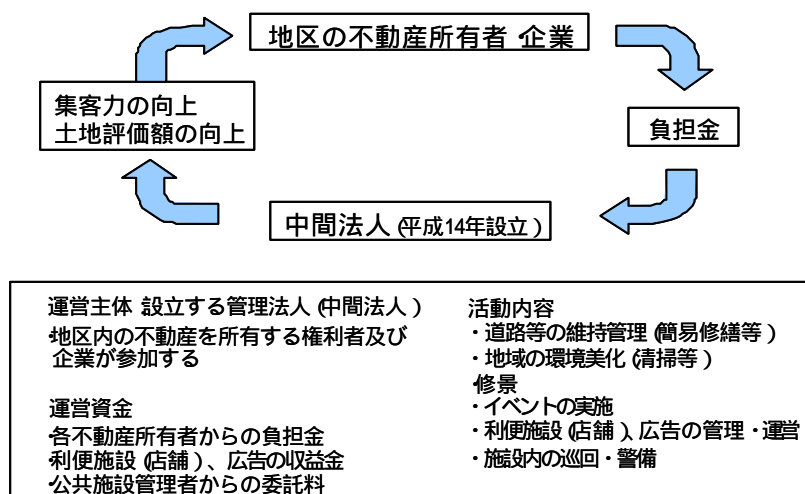 地区の不動産所有者・企業
集客力の向上
土地評価額の向上
負担金
中間法人(平成14年設立)
運営主体:設立する管理法人(中間法人)
・地区内の不動産を所有する権利者及び
企業が参加する
運営資金
・各不動産所有者からの負担金
・利便施設(店舗)、広告の収益金
・公共施設管理者からの委託料
活動内容
・道路等の維持管理(簡易修繕等)
・地域の環境美化(清掃等)
・修景
・イベントの実施
・利便施設(店舗)、広告の管理・運営
・施設内の巡回・警備